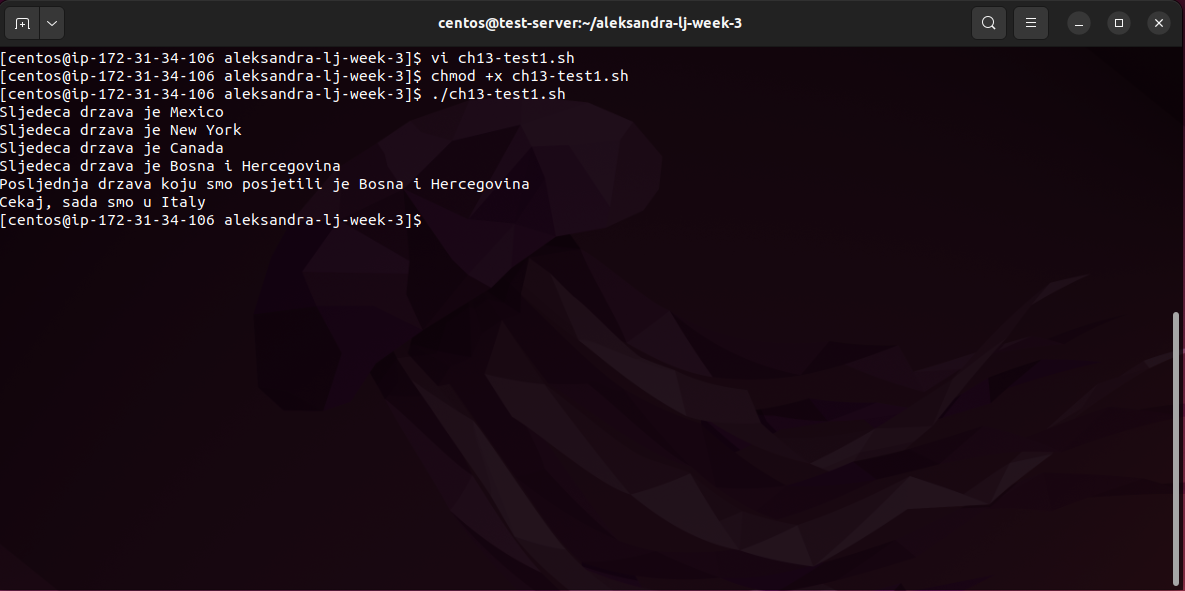 centos@test-server:~/aleksandra-lj-week-3
[centos@ip-172-31-34-106 aleksandra-lj-week-3]$ vi ch13-test1.sh
[centos@ip-172-31-34-106 aleksandra-lj-week-3]$ chmod +x ch13-test1.sh
[centos@ip-172-31-34-106 aleksandra-lj-week-3]$ ./ch13-test1.sh
Sljedeca drzava je Mexico
Sljedeca drzava je New York
Sljedeca drzava je Canada
Sljedeca drzava je Bosna i Hercegovina
Posljednja drzava koju smo posjetili je Bosna i Hercegovina
Cekaj, sada smo u Italy
[centos@ip-172-31-34-106 aleksandra-lj-week-3]$